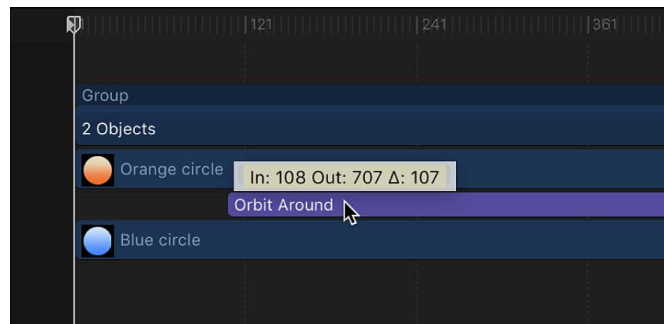 121 241 361
Group
2 Objects
Orange circle
In: 108 Out: 707 Δ: 107
Orbit Around
Blue circle